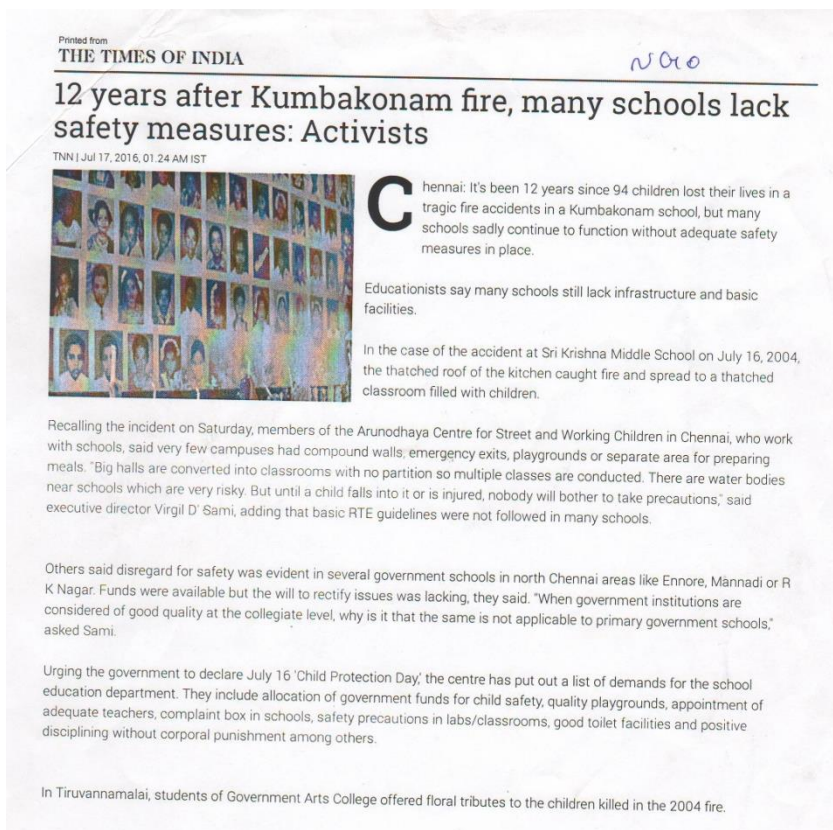 Printed from
THE TIMES OF INDIA
12 years after Kumbakonam fire, many schools lack
safety measures: Activists
TNN | Jul 17, 2016, 01.24 AM IST
Chennai: It's been 12 years since 94 children lost their lives in a
tragic fire accidents in a Kumbakonam school, but many
schools sadly continue to function without adequate safety
measures in place.
Educationists say many schools still lack infrastructure and basic
facilities.
In the case of the accident at Sri Krishna Middle School on July 16, 2004,
the thatched roof of the kitchen caught fire and spread to a thatched
classroom filled with children.
Recalling the incident on Saturday, members of the Arunodhaya Centre for Street and Working Children in Chennai, who work
with schools, said very few campuses had compound walls, emergency exits, playgrounds or separate area for preparing
meals. "Big halls are converted into classrooms with no partition so multiple classes are conducted. There are water bodies
near schools which are very risky. But until a child falls into it or is injured, nobody will bother to take precautions," said
executive director Virgil D' Sami, adding that basic RTE guidelines were not followed in many schools.
Others said disregard for safety was evident in several government schools in north Chennai areas like Ennore, Mannadi or R
K Nagar. Funds were available but the will to rectify issues was lacking, they said. "When government institutions are
considered of good quality at the collegiate level, why is it that the same is not applicable to primary government schools,"
asked Sami.
Urging the government to declare July 16 'Child Protection Day,' the centre has put out a list of demands for the school
education department. They include allocation of government funds for child safety, quality playgrounds, appointment of
adequate teachers, complaint box in schools, safety precautions in labs/classrooms, good toilet facilities and positive
disciplining without corporal punishment among others.
In Tiruvannamalai, students of Government Arts College offered floral tributes to the children killed in the 2004 fire.